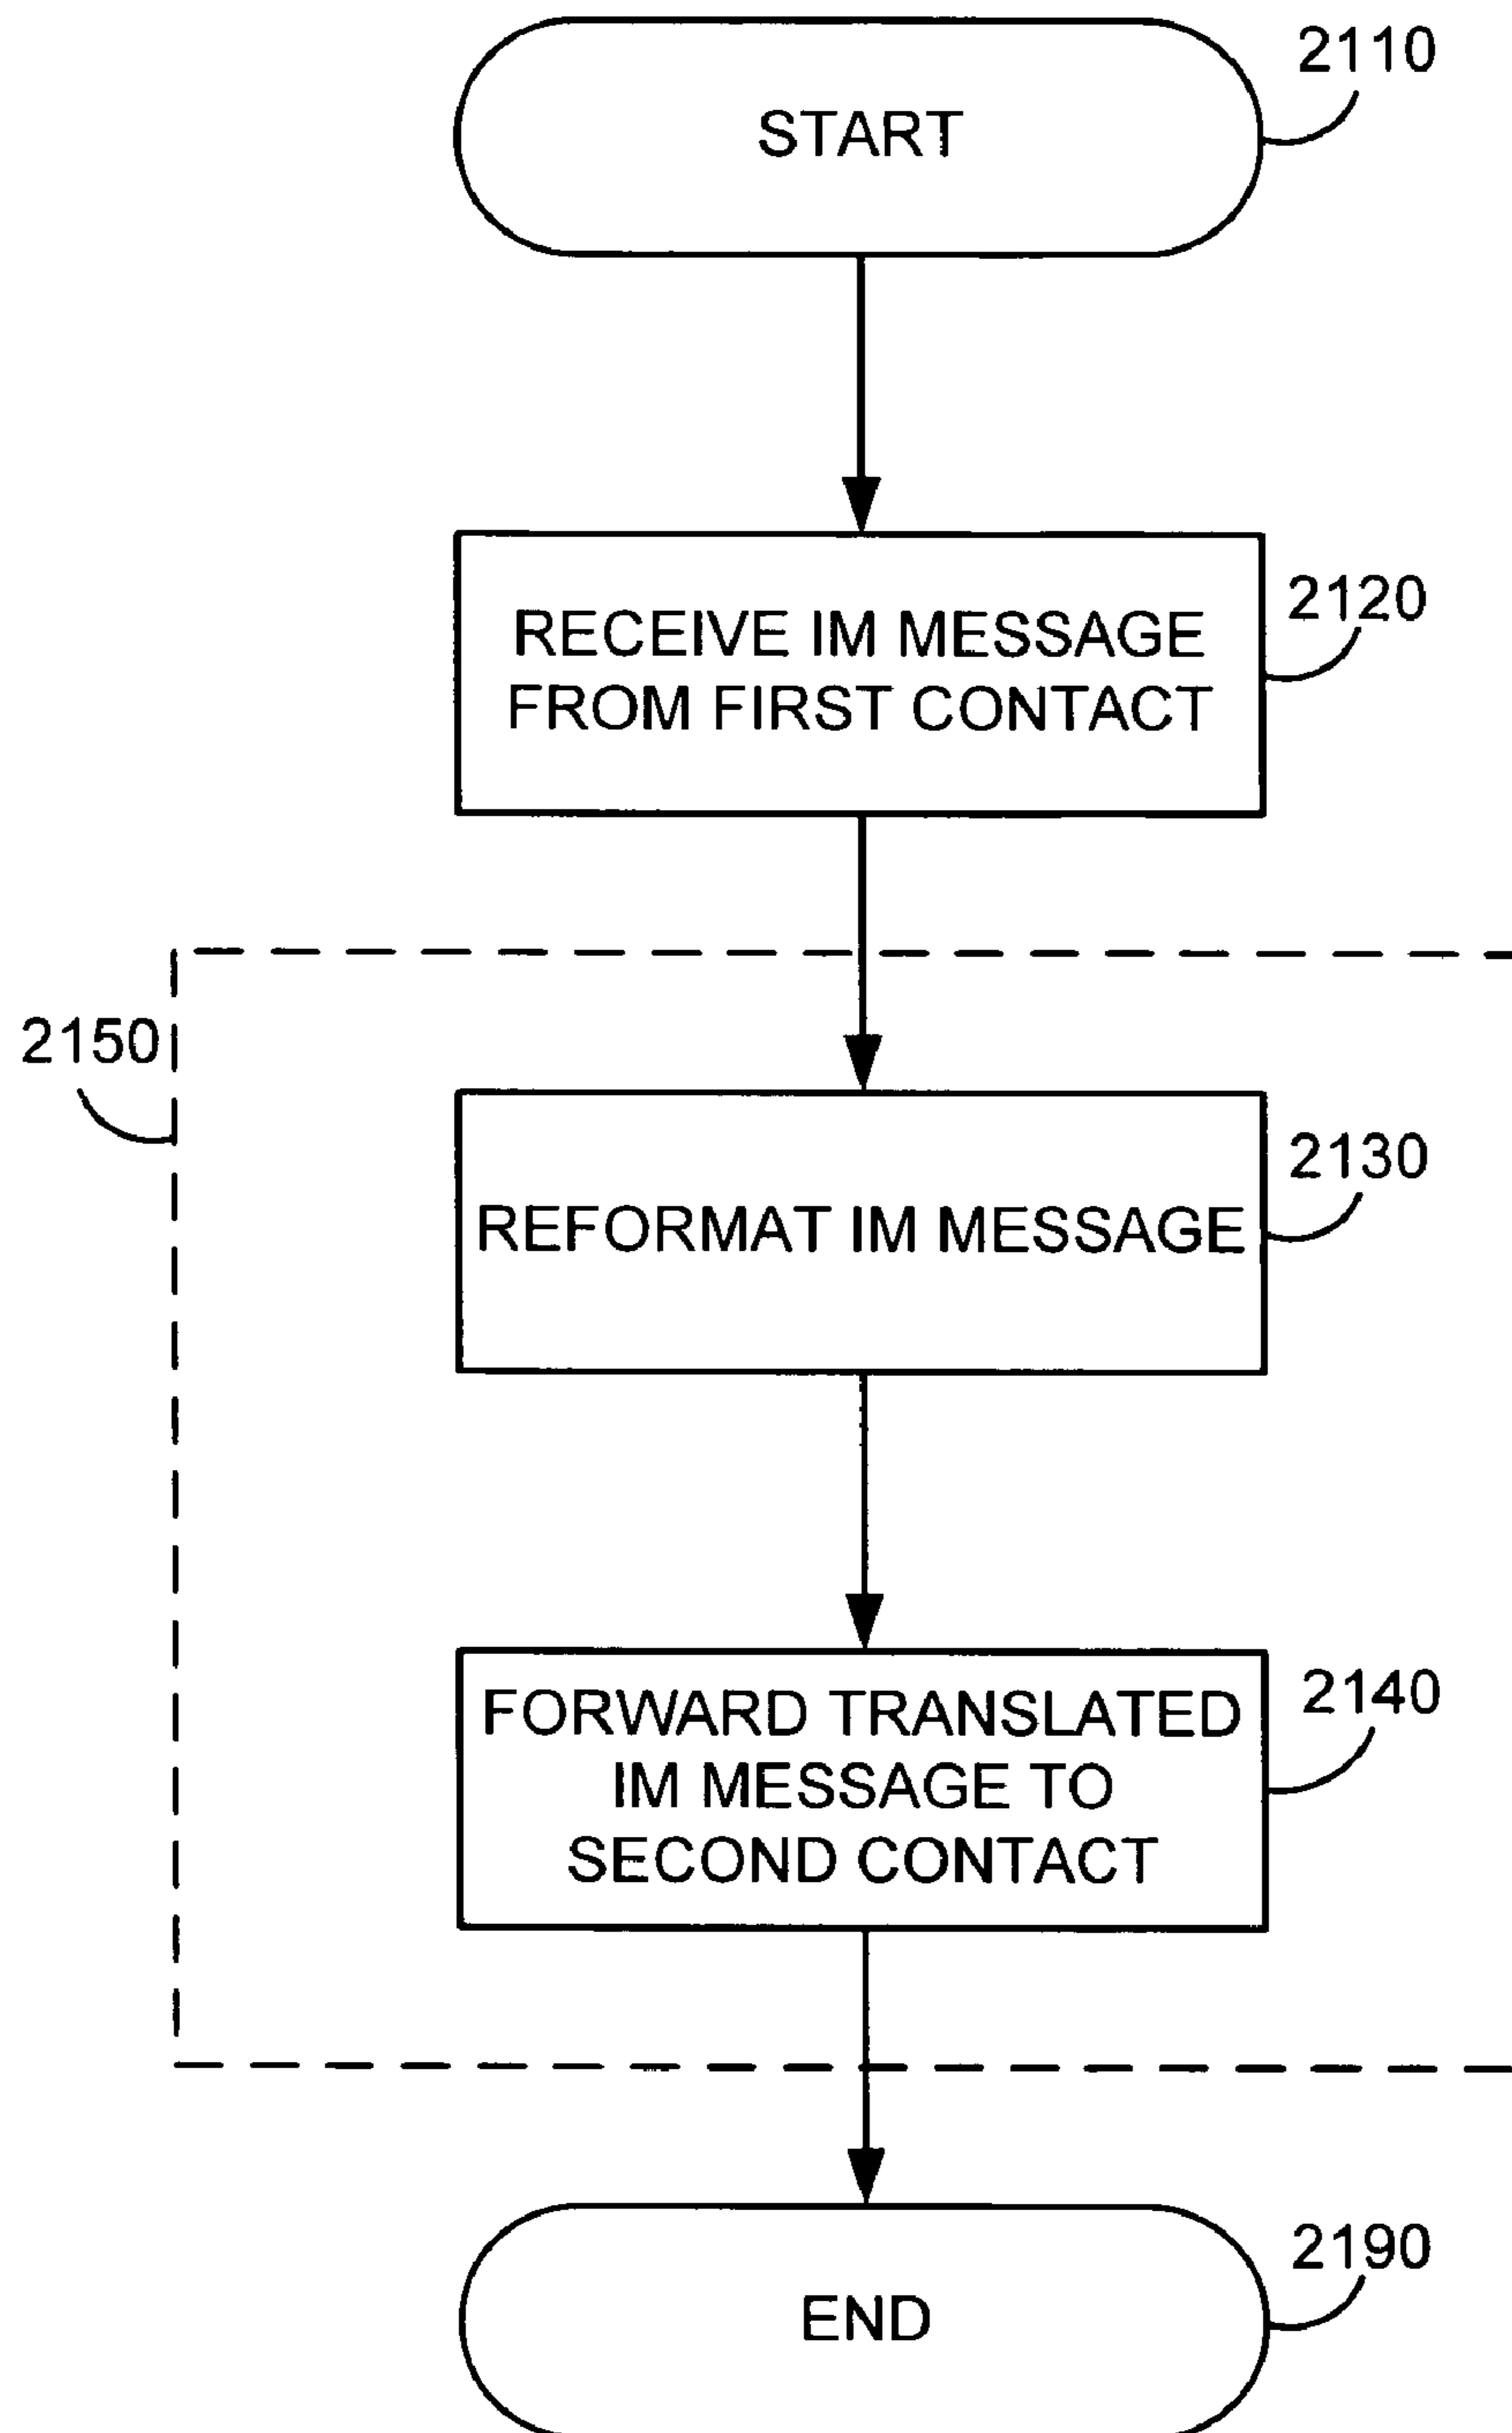 2110
START
2120
RECEIVE IM MESSAGE
FROM FIRST CONTACT
2150
2130
REFORMAT IM MESSAGE
2140
FORWARD TRANSLATED
IM MESSAGE TO
SECOND CONTACT
2190
END